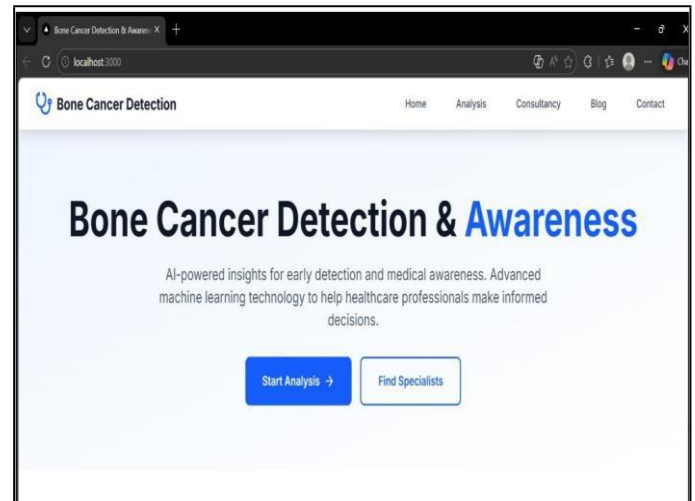 Bone Cancer Detection & Awaren
localhost:3000
Bone Cancer Detection
Home Analysis Consultancy Blog Contact
Bone Cancer Detection & Awareness
AI-powered insights for early detection and medical awareness. Advanced
machine learning technology to help healthcare professionals make informed
decisions.
Start Analysis →
Find Specialists